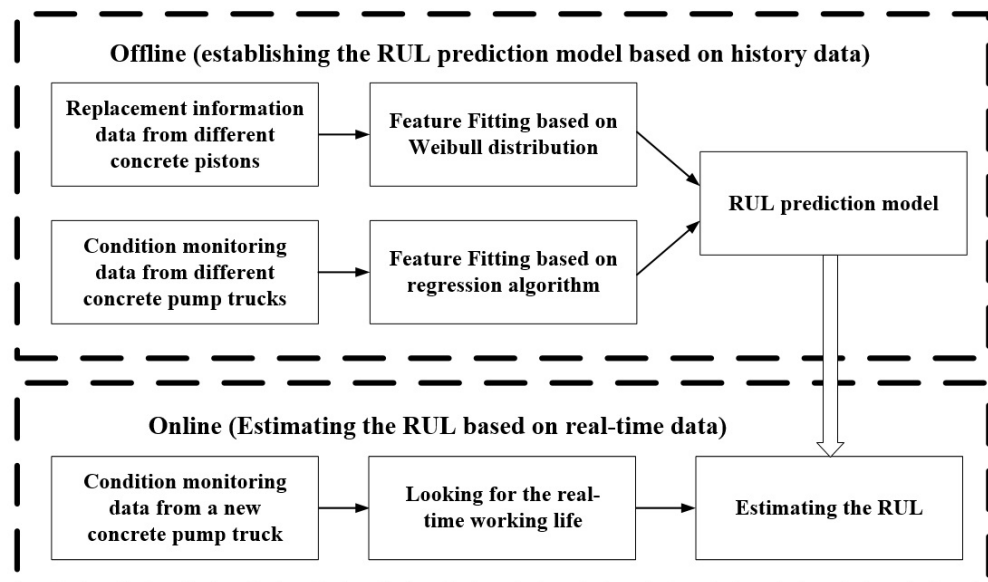 Offline (establishing the RUL prediction model based on history data)
Replacement information
data from different
concrete pistons
Feature Fitting based on
Weibull distribution
RUL prediction model
Condition monitoring
data from different
concrete pump trucks
Feature Fitting based on
regression algorithm
Online (Estimating the RUL based on real-time data)
Condition monitoring
data from a new
concrete pump truck
Looking for the real-
time working life
Estimating the RUL